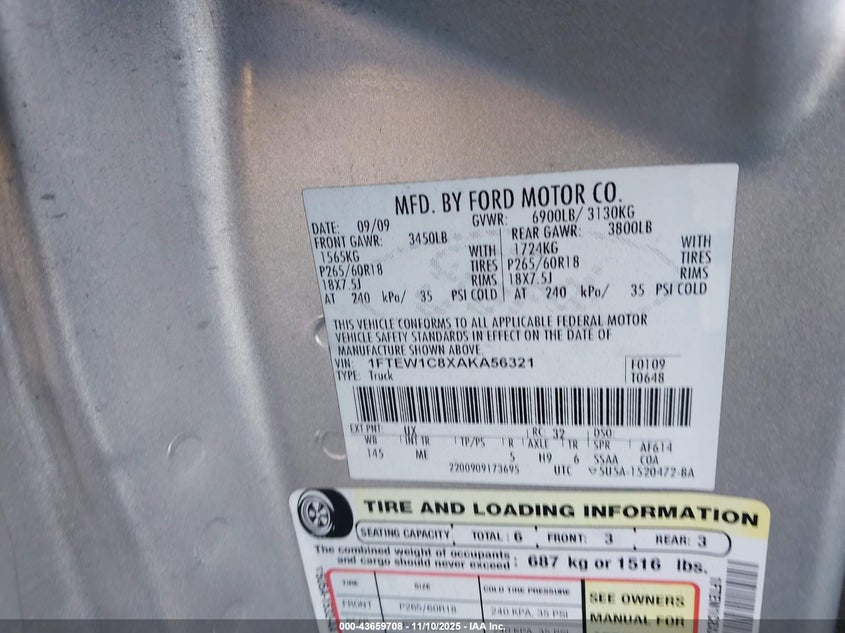 MFD. BY FORD MOTOR CO.
DATE: 09/09 GVWR: 6900LB/ 3130KG
FRONT GAWR: 3450LB REAR GAWR: 3800LB
1565KG WITH 1724KG WITH
P265/60R18 TIRES P265/60R18 TIRES
18X7.5J RIMS 18X7.5J RIMS
AT 240 kPa/ 35 PSI COLD AT 240 kPa/ 35 PSI COLD
THIS VEHICLE CONFORMS TO ALL APPLICABLE FEDERAL MOTOR
VEHICLE SAFETY STANDARDS IN EFFECT ON THE DATE OF
MANUFACTURE SHOWN ABOVE.
VIN: 1FTEW1C8XAKA56321 F0109
TYPE: Truck T0648
EXT PNT: UX RC: 32 DSO:
WB INT TR TP/PS R AXLE TR SPR AF614
145 ME 5 H9 6 SSAA COA
2200909173695 UTC SU5A-1520472-BA
TIRE AND LOADING INFORMATION
SEATING CAPACITY TOTAL: 6 FRONT: 3 REAR: 3
The combined weight of occupants
and cargo should never exceed: 687 kg or 1516 lbs.
TIRE SIZE COLD TIRE PRESSURE SEE OWNERS
FRONT P265/60R18 240 KPA, 35 PSI MANUAL FOR
000-43659708 - 11/10/2025 - IAA Inc.